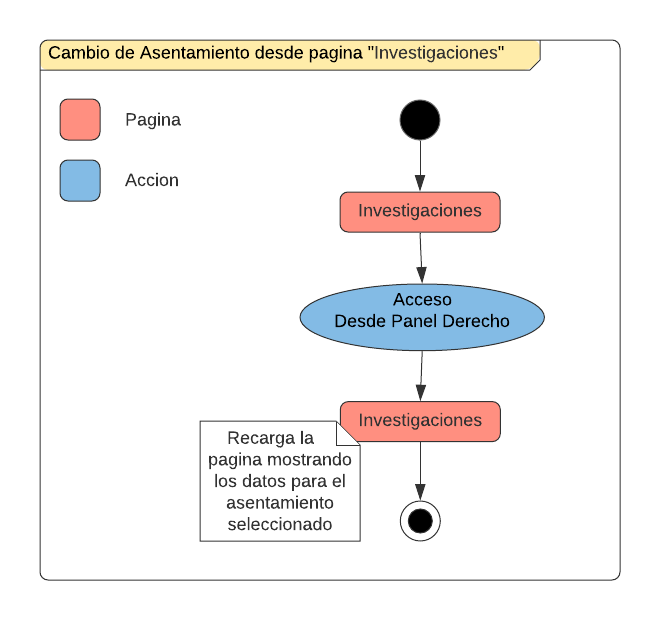 Cambio de Asentamiento desde pagina "Investigaciones"
Pagina
Accion
Investigaciones
Acceso
Desde Panel Derecho
Investigaciones
Recarga la
pagina mostrando
los datos para el
asentamiento
seleccionado